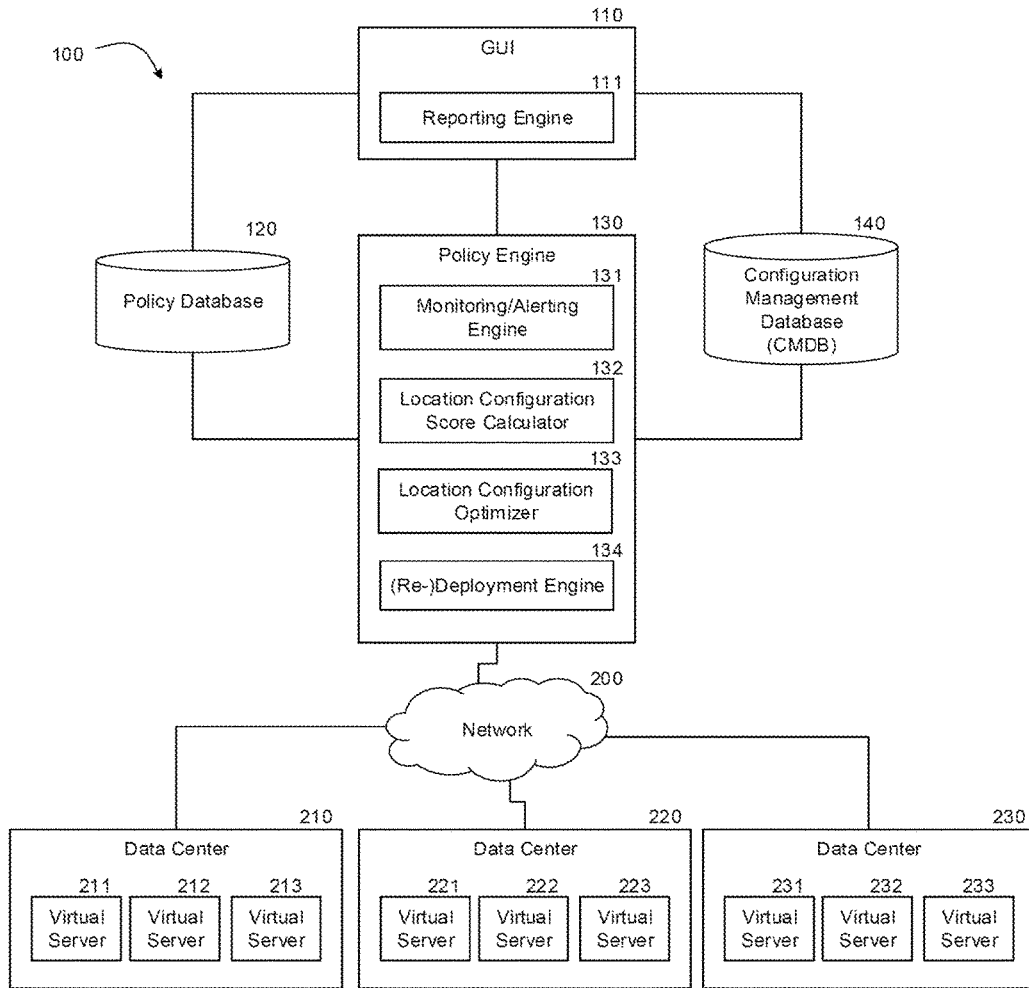 110
100
GUI
111
Reporting Engine
120
Policy Database
130
Policy Engine
131
Monitoring/Alerting
Engine
132
Location Configuration
Score Calculator
133
Location Configuration
Optimizer
134
(Re-)Deployment Engine
140
Configuration
Management
Database
(CMDB)
200
Network
210
Data Center
211
Virtual
Server
212
Virtual
Server
213
Virtual
Server
220
Data Center
221
Virtual
Server
222
Virtual
Server
223
Virtual
Server
230
Data Center
231
Virtual
Server
232
Virtual
Server
233
Virtual
Server